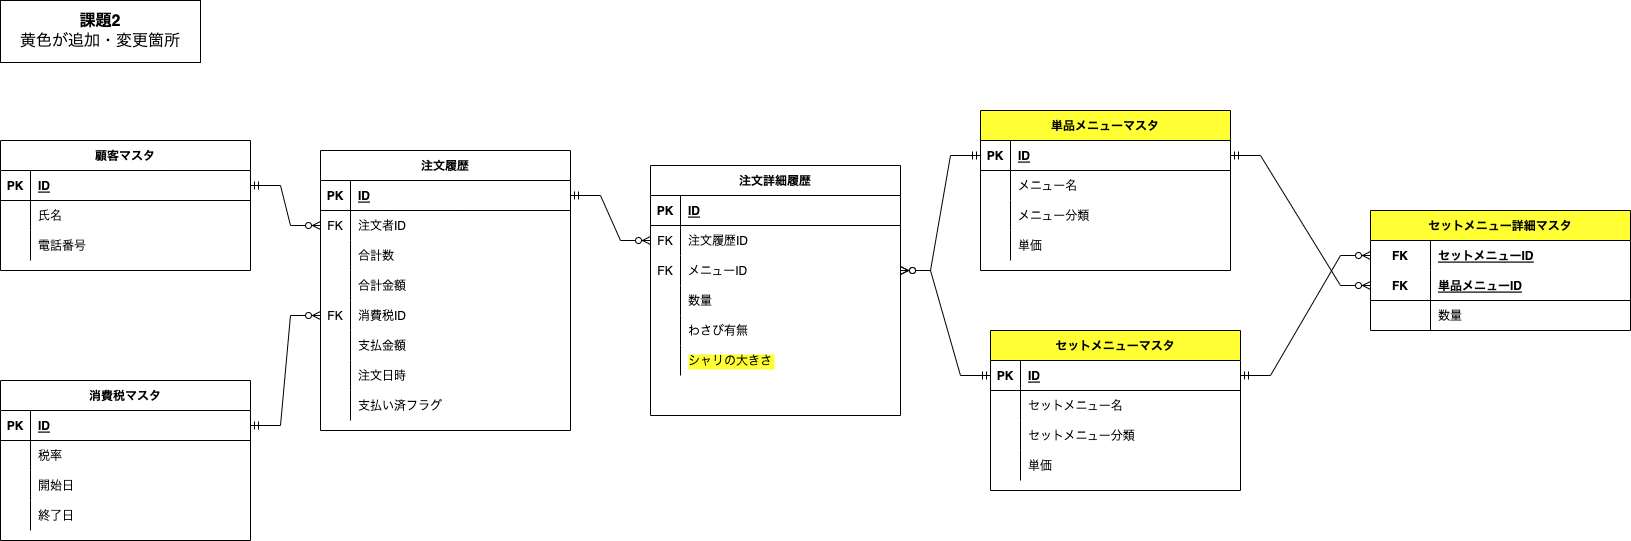 課題2
黄色が追加・変更箇所
顧客マスタ
PK ID
氏名
電話番号
消費税マスタ
PK ID
税率
開始日
終了日
注文履歴
PK ID
FK 注文者ID
合計数
合計金額
FK 消費税ID
支払金額
注文日時
支払い済フラグ
注文詳細履歴
PK ID
FK 注文履歴ID
FK メニューID
数量
わさび有無
シャリの大きさ
単品メニューマスタ
PK ID
メニュー名
メニュー分類
単価
セットメニューマスタ
PK ID
セットメニュー名
セットメニュー分類
単価
セットメニュー詳細マスタ
FK セットメニューID
FK 単品メニューID
数量